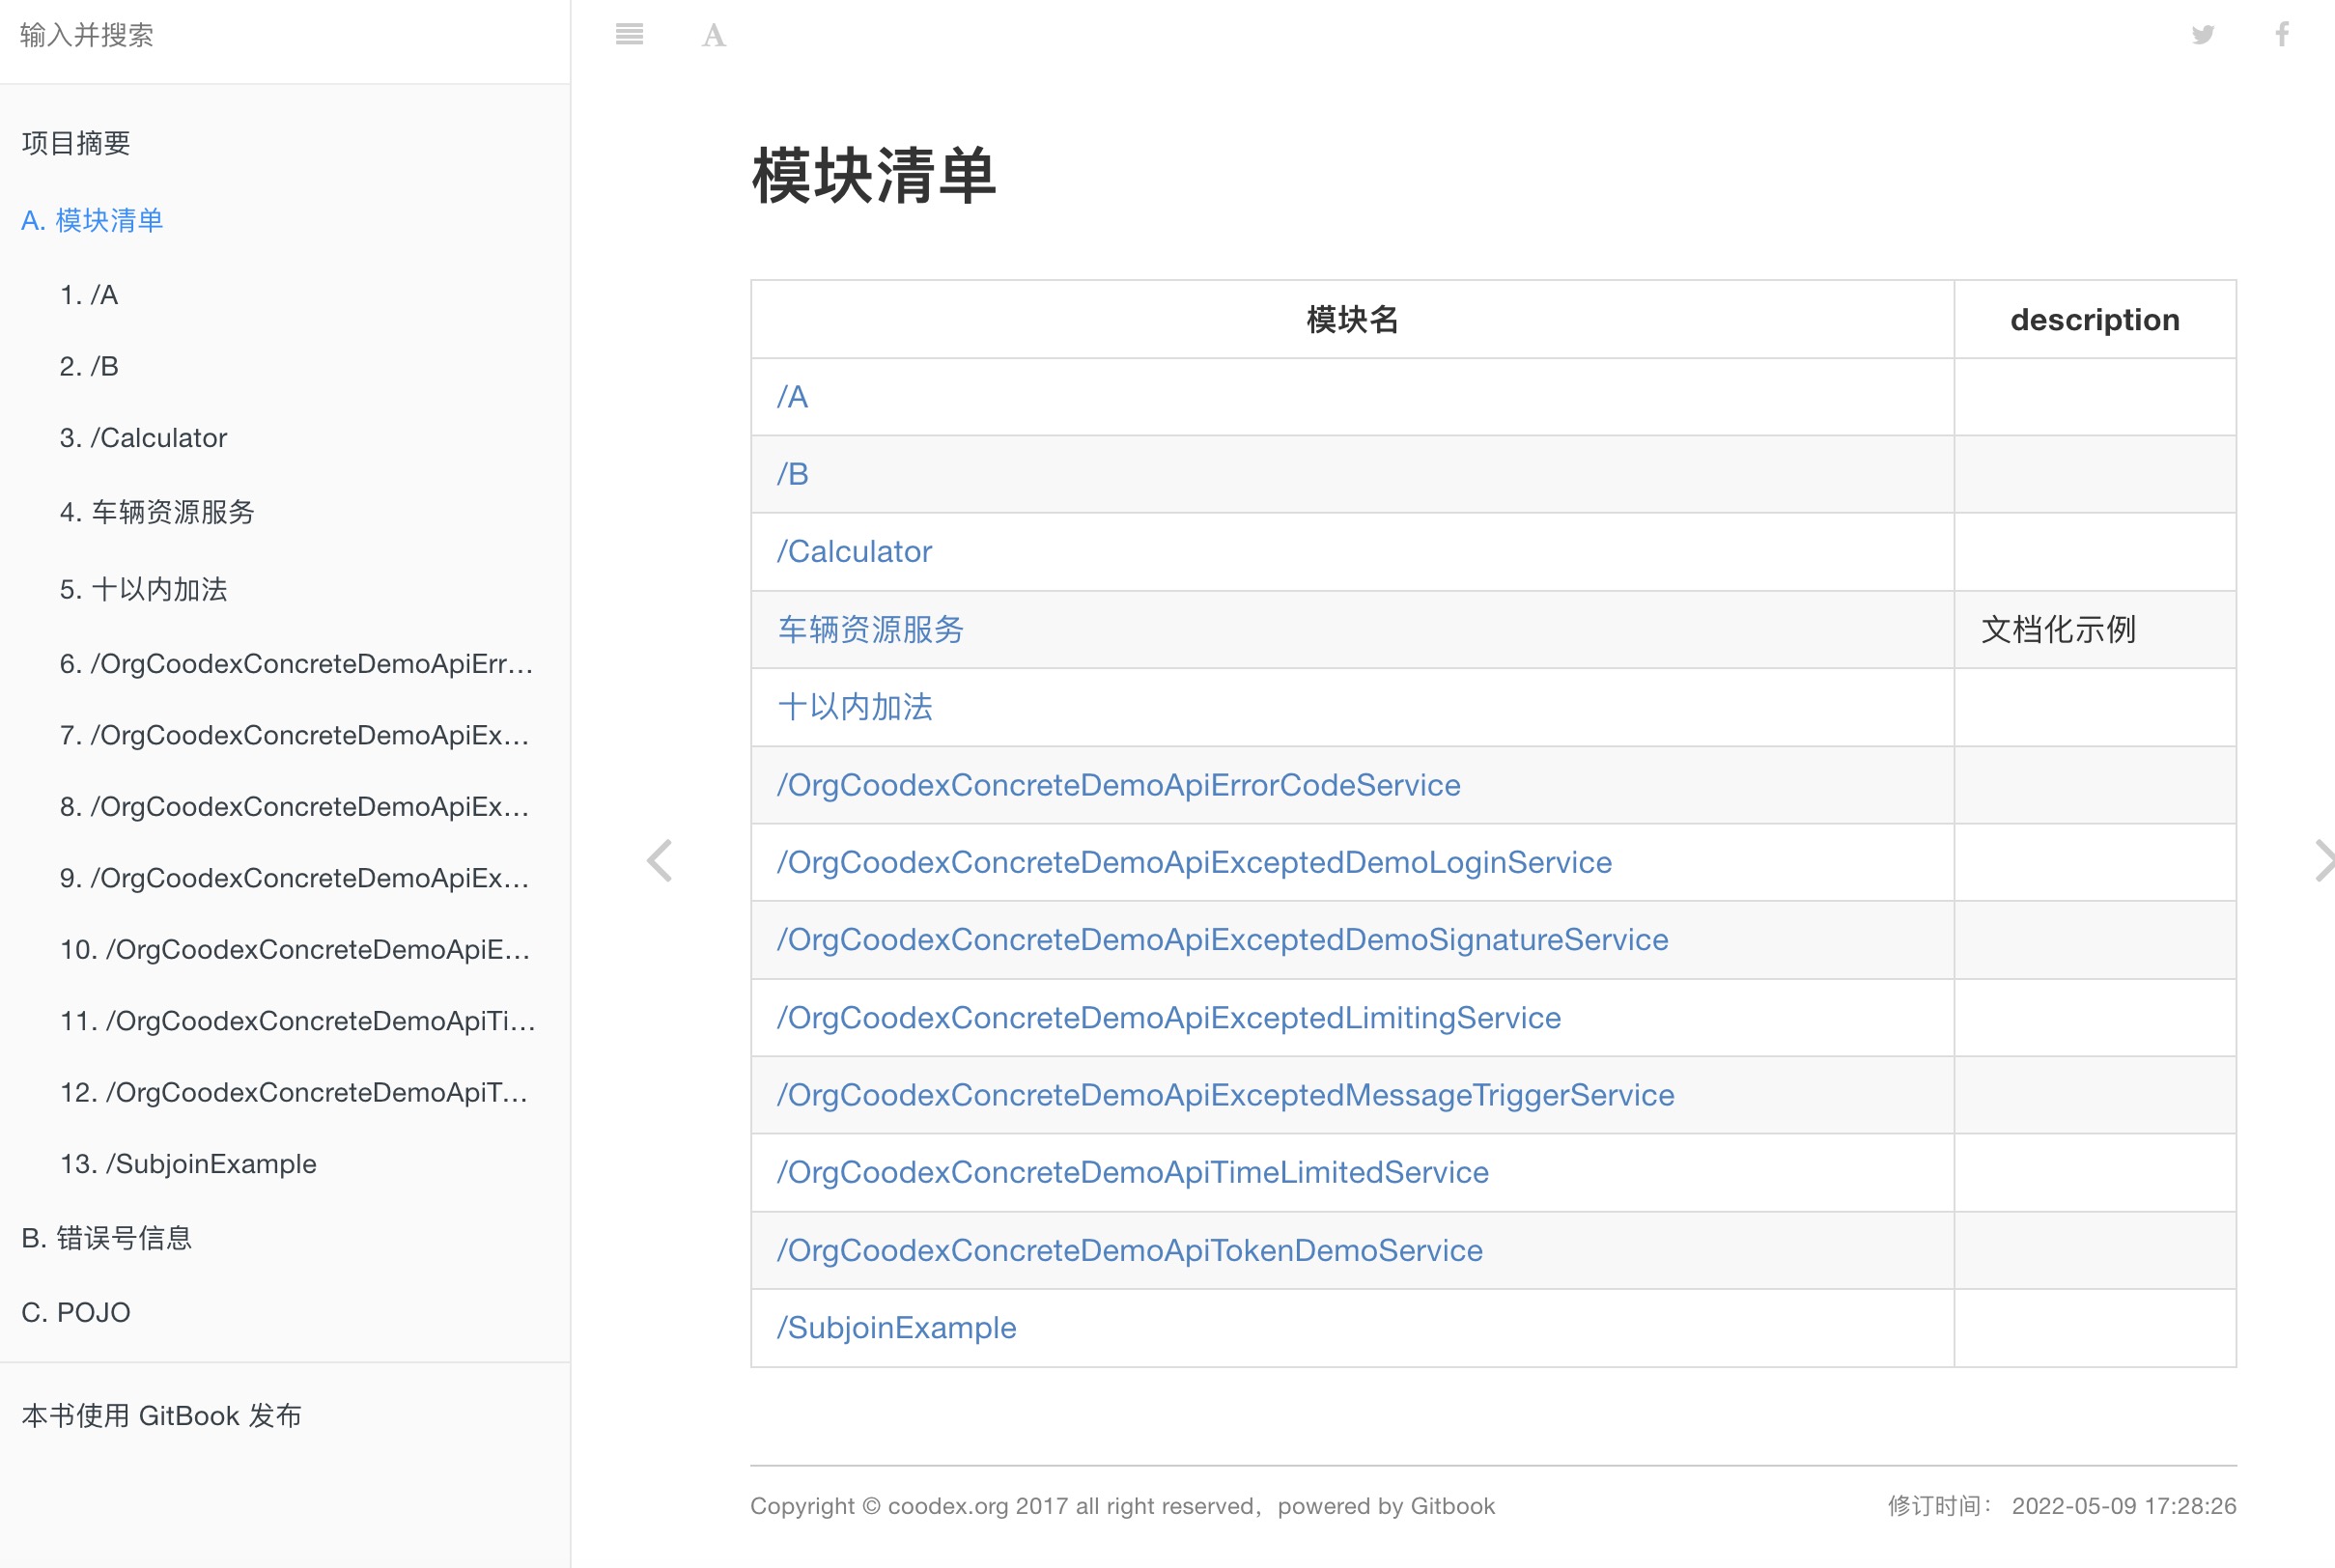 输入并搜索
项目摘要
A. 模块清单
1. /A
2. /B
3. /Calculator
4. 车辆资源服务
5. 十以内加法
6. /OrgCoodexConcreteDemoApiErr...
7. /OrgCoodexConcreteDemoApiEx...
8. /OrgCoodexConcreteDemoApiEx...
9. /OrgCoodexConcreteDemoApiEx...
10. /OrgCoodexConcreteDemoApiE...
11. /OrgCoodexConcreteDemoApiTi...
12. /OrgCoodexConcreteDemoApiT...
13. /SubjoinExample
B. 错误号信息
C. POJO
本书使用 GitBook 发布
A
模块清单
模块名 description
/A
/B
/Calculator
车辆资源服务 文档化示例
十以内加法
/OrgCoodexConcreteDemoApiErrorCodeService
/OrgCoodexConcreteDemoApiExceptedDemoLoginService
/OrgCoodexConcreteDemoApiExceptedDemoSignatureService
/OrgCoodexConcreteDemoApiExceptedLimitingService
/OrgCoodexConcreteDemoApiExceptedMessageTriggerService
/OrgCoodexConcreteDemoApiTimeLimitedService
/OrgCoodexConcreteDemoApiTokenDemoService
/SubjoinExample
Copyright © coodex.org 2017 all right reserved，powered by Gitbook 修订时间： 2022-05-09 17:28:26